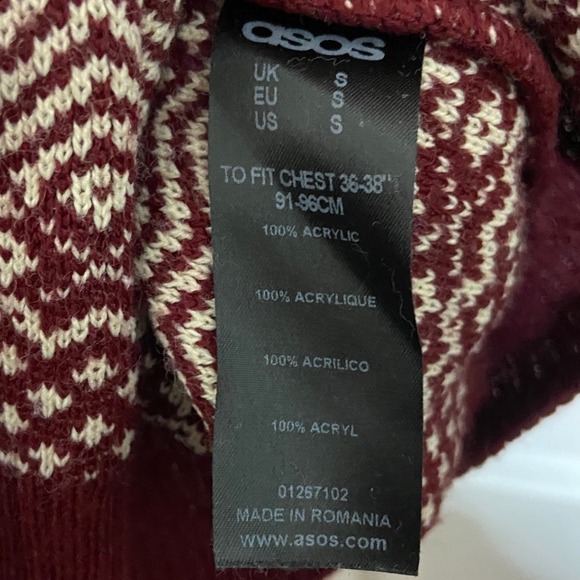 asos
UK S
EU S
US S
TO FIT CHEST 36-38"
91-96CM
100% ACRYLIC
100% ACRYLIQUE
100% ACRILICO
100% ACRYL
01267102
MADE IN ROMANIA
www.asos.com